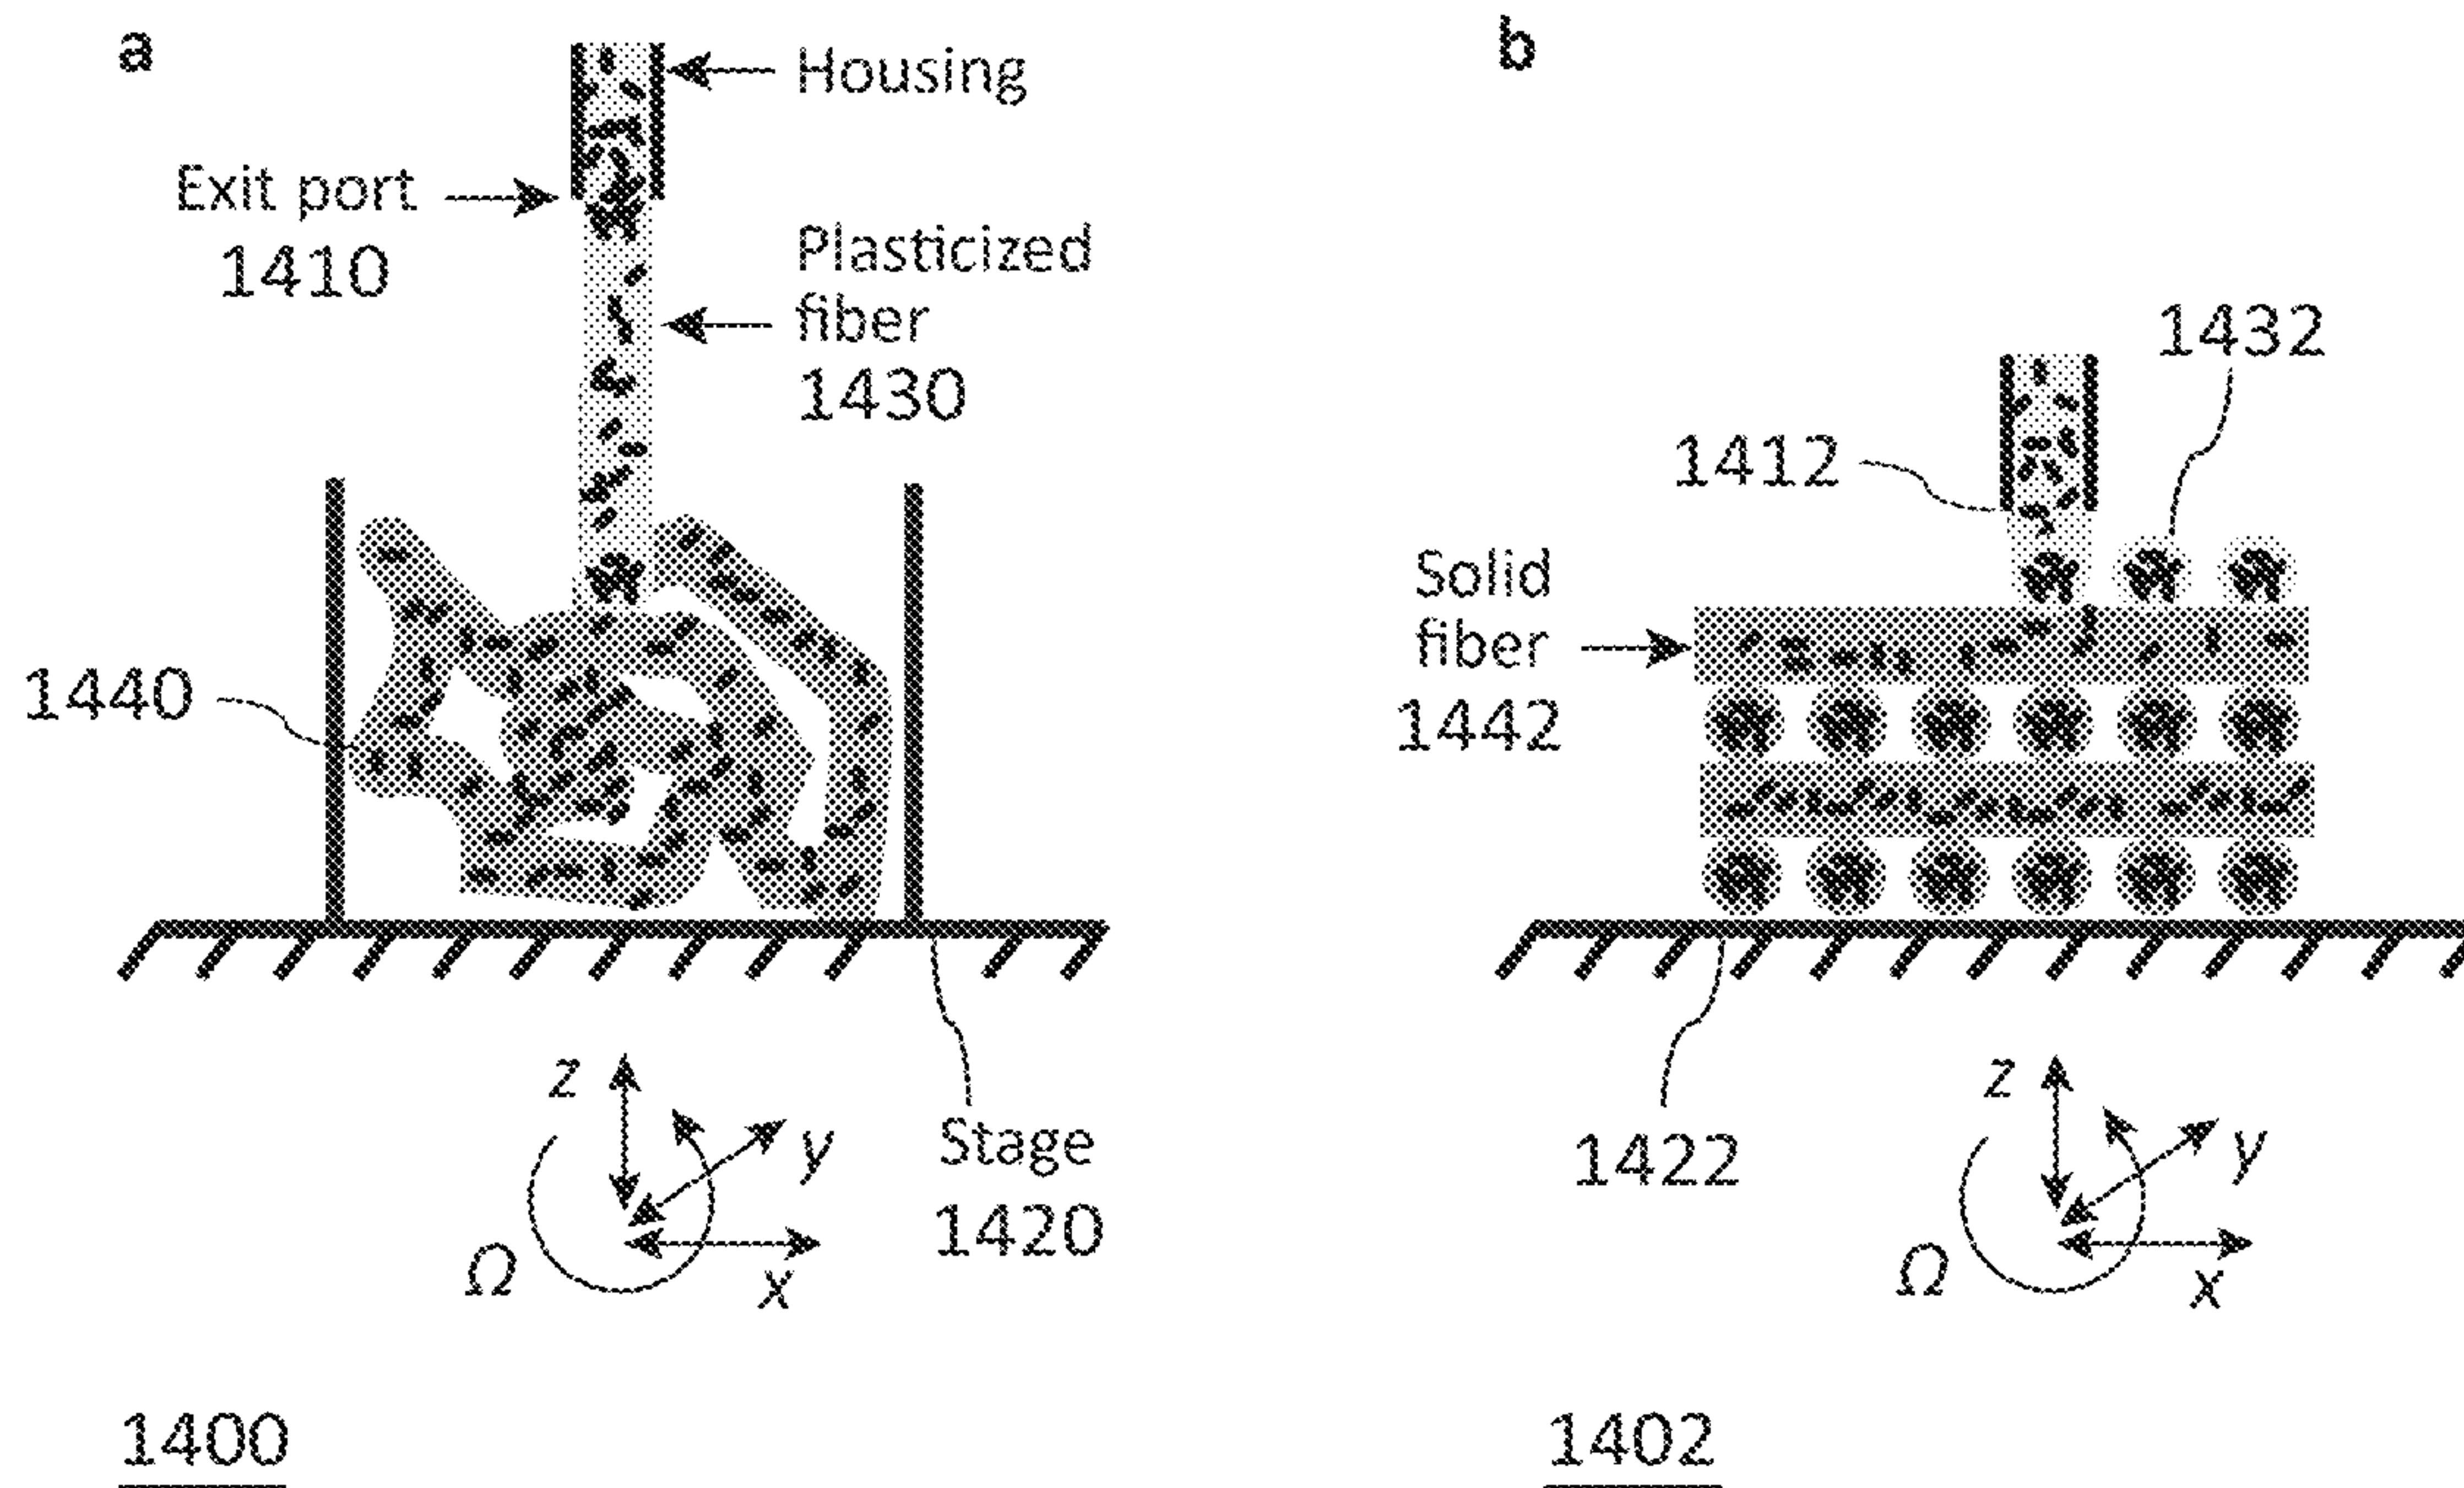 a
Housing
Exit port
1410
Plasticized
fiber
1430
1440
z
y
x
Ω
Stage
1420
1400
b
1432
1412
Solid
fiber
1442
1422
z
y
x
Ω
1402